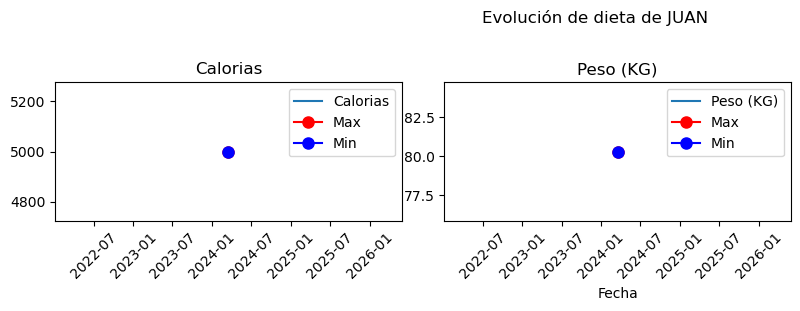 Evolución de dieta de JUAN
Calorias
5200
5000
4800
Calorias
Max
Min
2022-07
2023-01
2023-07
2024-01
2024-07
2025-01
2025-07
2026-01
Peso (KG)
82.5
80.0
77.5
Peso (KG)
Max
Min
2022-07
2023-01
2023-07
2024-01
2024-07
2025-01
2025-07
2026-01
Fecha